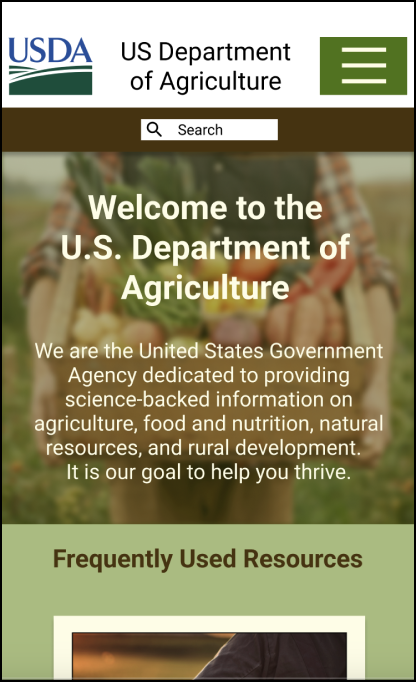 USDA
US Department
of Agriculture
Search
Welcome to the
U.S. Department of
Agriculture
We are the United States Government
Agency dedicated to providing
science-backed information on
agriculture, food and nutrition, natural
resources, and rural development.
It is our goal to help you thrive.
Frequently Used Resources